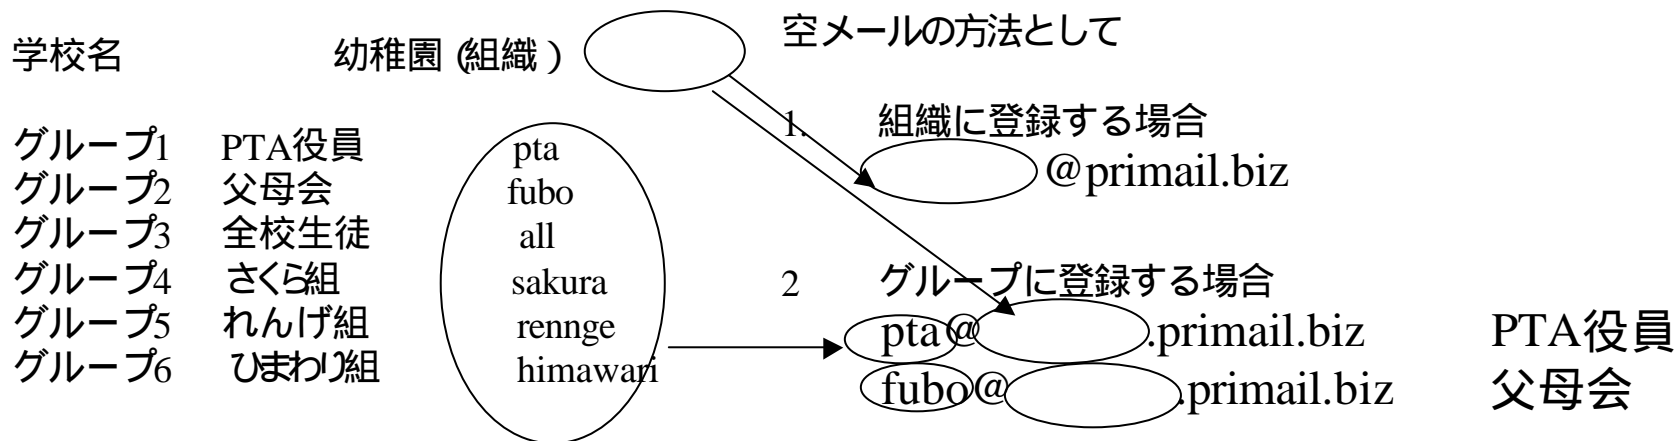 空メールの方法として
学校名 幼稚園(組織)
1. 組織に登録する場合
グループ1 PTA役員 pta
@primail.biz
グループ2 父母会 fubo
グループ3 全校生徒 all
グループ4 さくら組 sakura
2 グループに登録する場合
グループ5 れんげ組 rennge
pta@ .primail.biz PTA役員
グループ6 ひまわり組 himawari
fubo@ .primail.biz 父母会